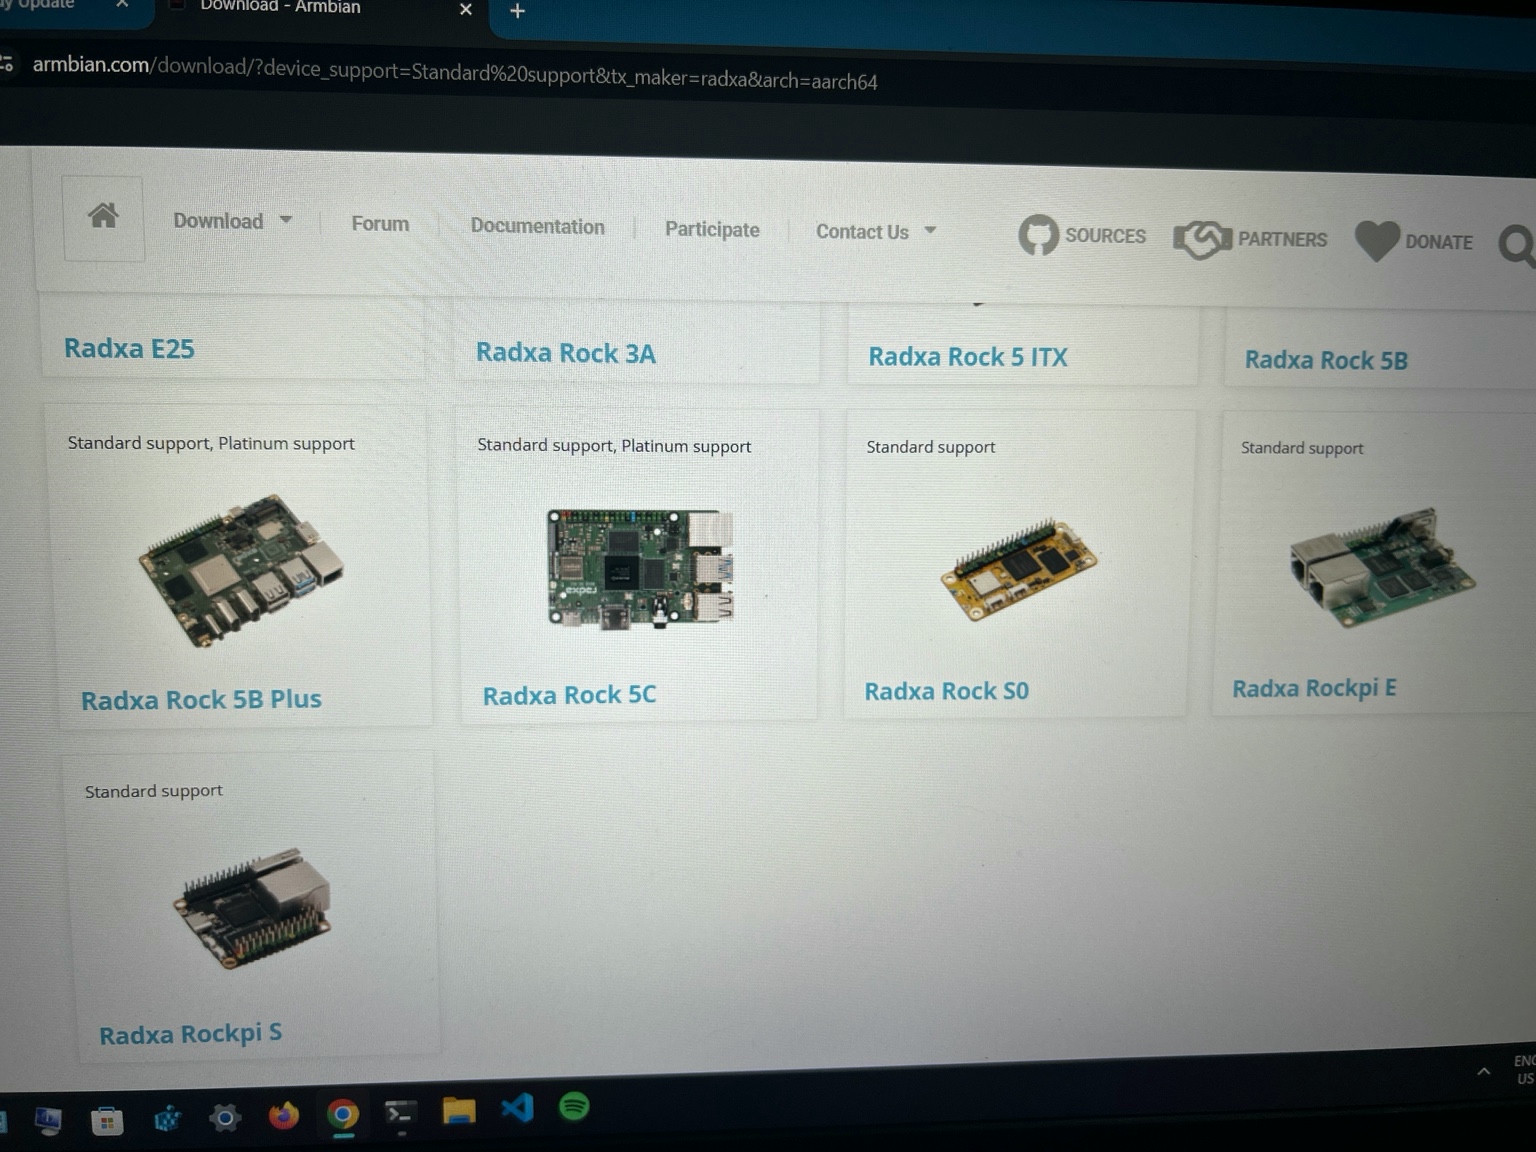 Update
Download - Armbian
armbian.com/download/?device_support=Standard%20support&tx_maker=radxa&arch=aarch64
Download
Forum
Documentation
Participate
Contact Us
SOURCES
PARTNERS
DONATE
Radxa E25
Radxa Rock 3A
Radxa Rock 5 ITX
Radxa Rock 5B
Standard support, Platinum support
Standard support, Platinum support
Standard support
Standard support
Radxa Rock 5B Plus
Radxa Rock 5C
Radxa Rock S0
Radxa Rockpi E
Standard support
Radxa Rockpi S
ENG
US